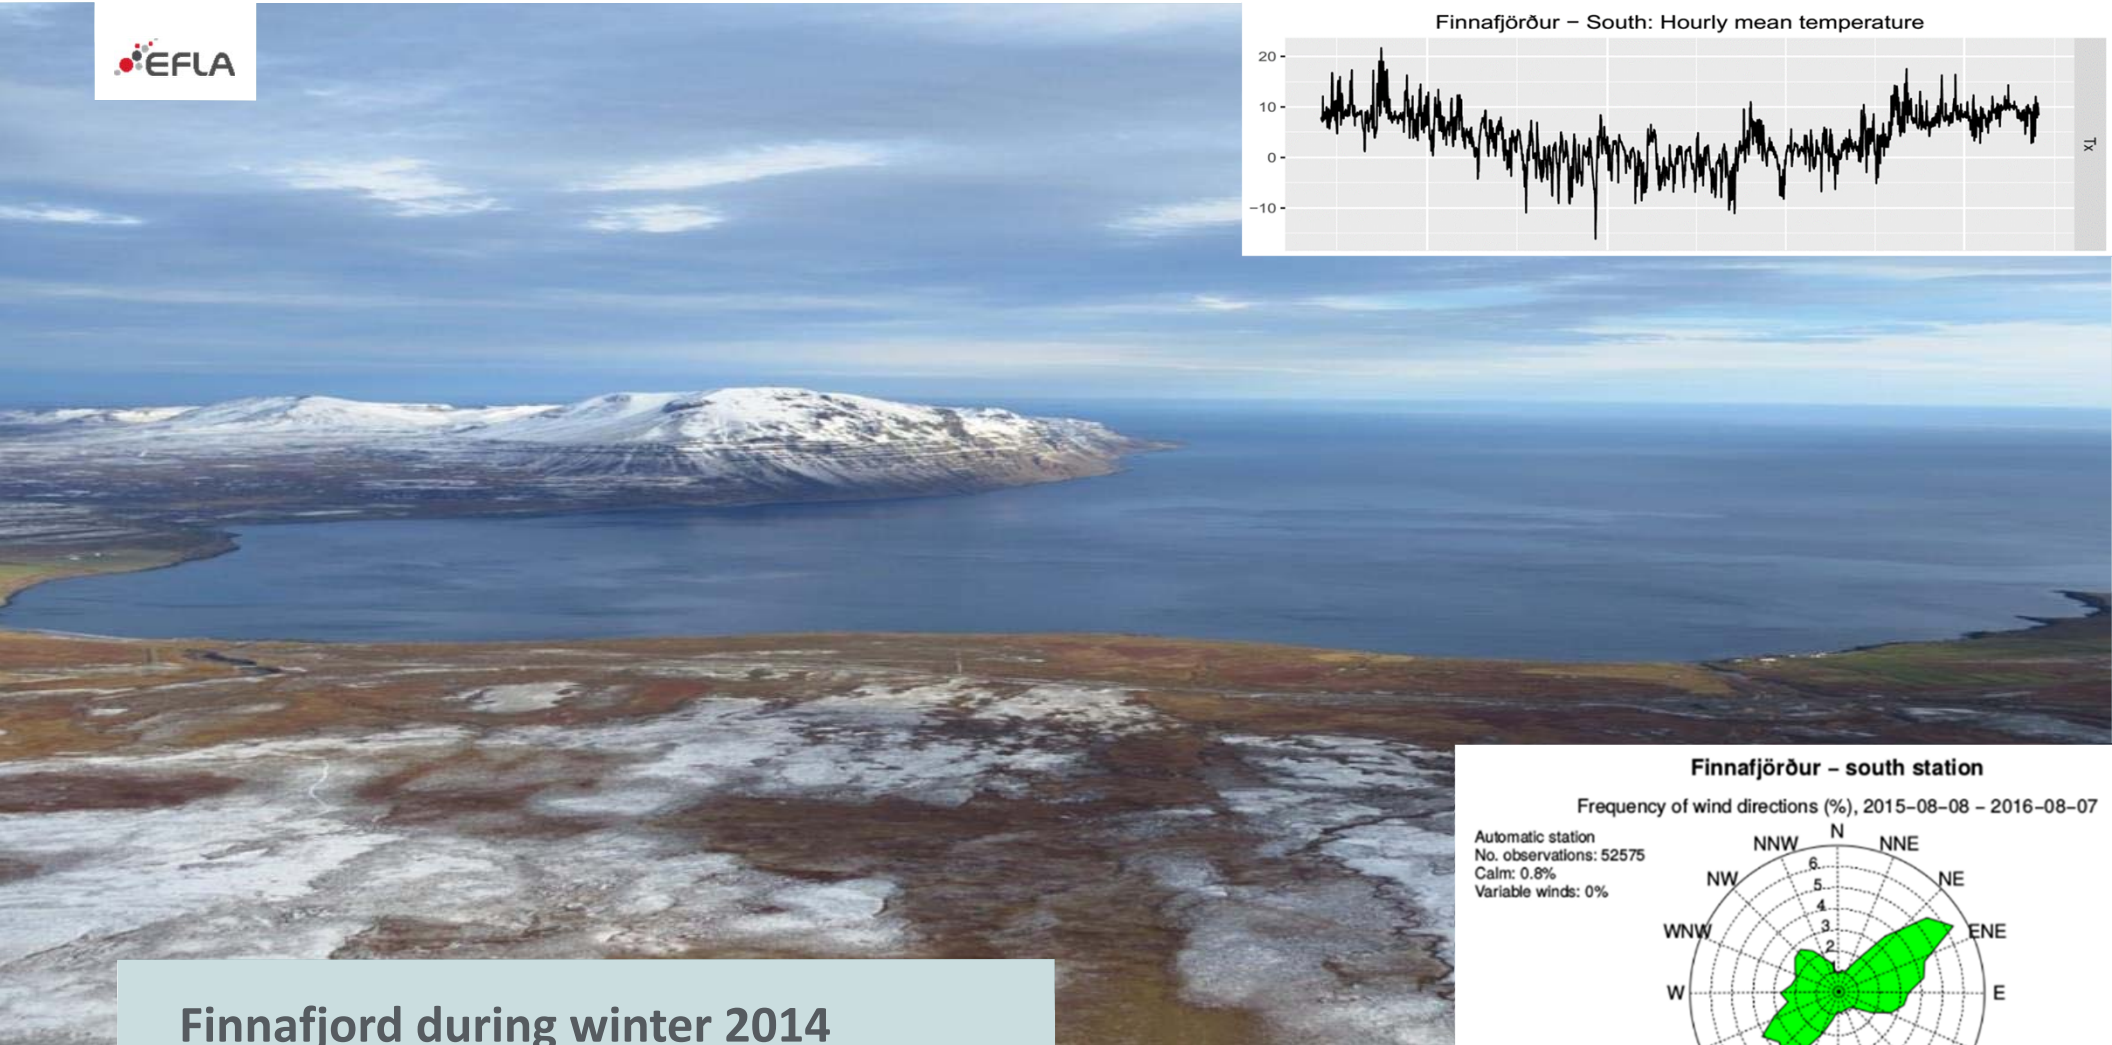 EFLA
Finnafjörður − South: Hourly mean temperature
20
10
0
−10
Tx
Finnafjörður − south station
Frequency of wind directions (%), 2015−08−08 − 2016−08−07
Automatic station
No. observations: 52575
Calm: 0.8%
Variable winds: 0%
N
NNW
NNE
NW
NE
WNW
ENE
W
E
6
5
4
3
2
1
Finnafjord during winter 2014